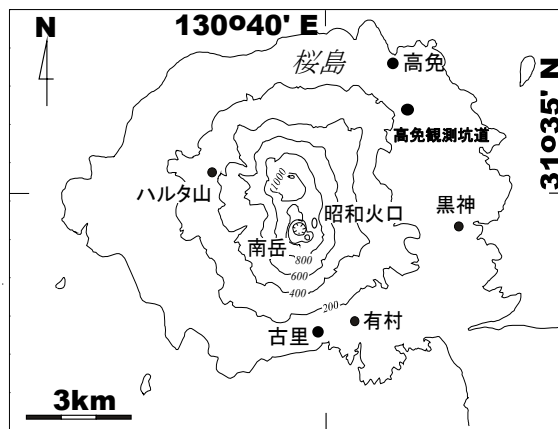 130º40' E
N
桜島
高免
高免観測坑道
31º35' N
ハルタ山
1000
昭和火口
黒神
南岳
800
600
400
200
有村
古里
3km